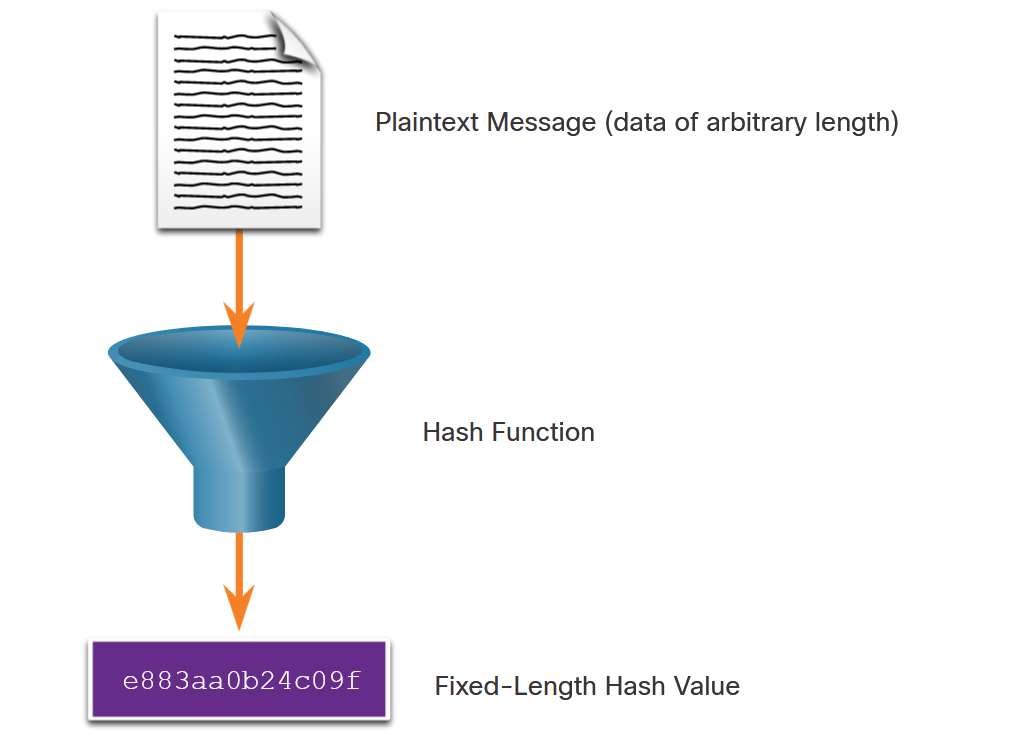 Plaintext Message (data of arbitrary length)
Hash Function
e883aa0b24c09f
Fixed-Length Hash Value